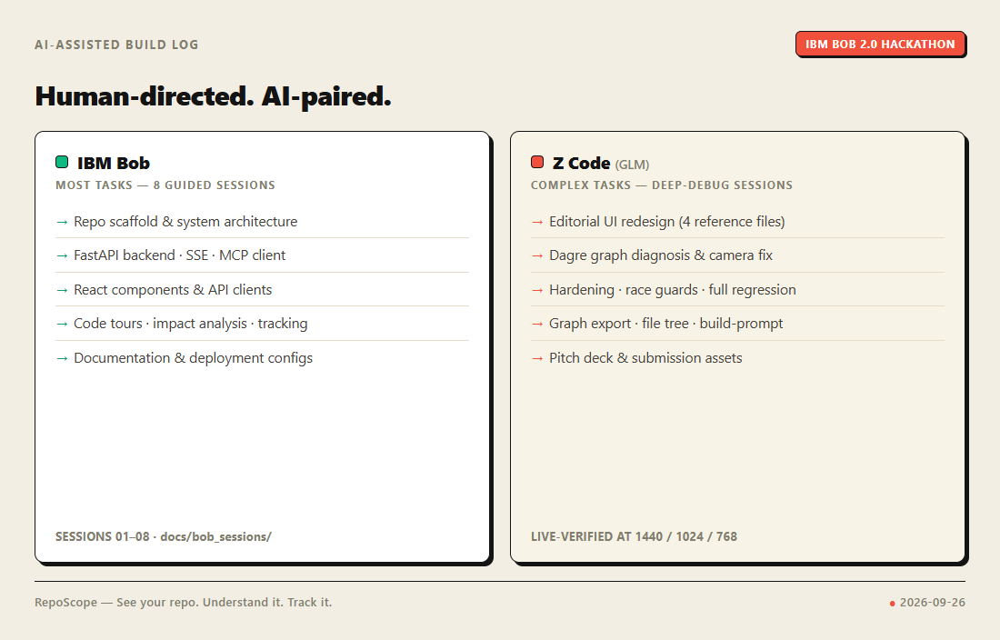 AI-ASSISTED BUILD LOG
IBM BOB 2.0 HACKATHON
Human-directed. AI-paired.
IBM Bob
MOST TASKS — 8 GUIDED SESSIONS
→ Repo scaffold & system architecture
→ FastAPI backend · SSE · MCP client
→ React components & API clients
→ Code tours · impact analysis · tracking
→ Documentation & deployment configs
SESSIONS 01–08 · docs/bob_sessions/
Z Code (GLM)
COMPLEX TASKS — DEEP-DEBUG SESSIONS
→ Editorial UI redesign (4 reference files)
→ Dagre graph diagnosis & camera fix
→ Hardening · race guards · full regression
→ Graph export · file tree · build-prompt
→ Pitch deck & submission assets
LIVE-VERIFIED AT 1440 / 1024 / 768
RepoScope — See your repo. Understand it. Track it.
● 2026-09-26